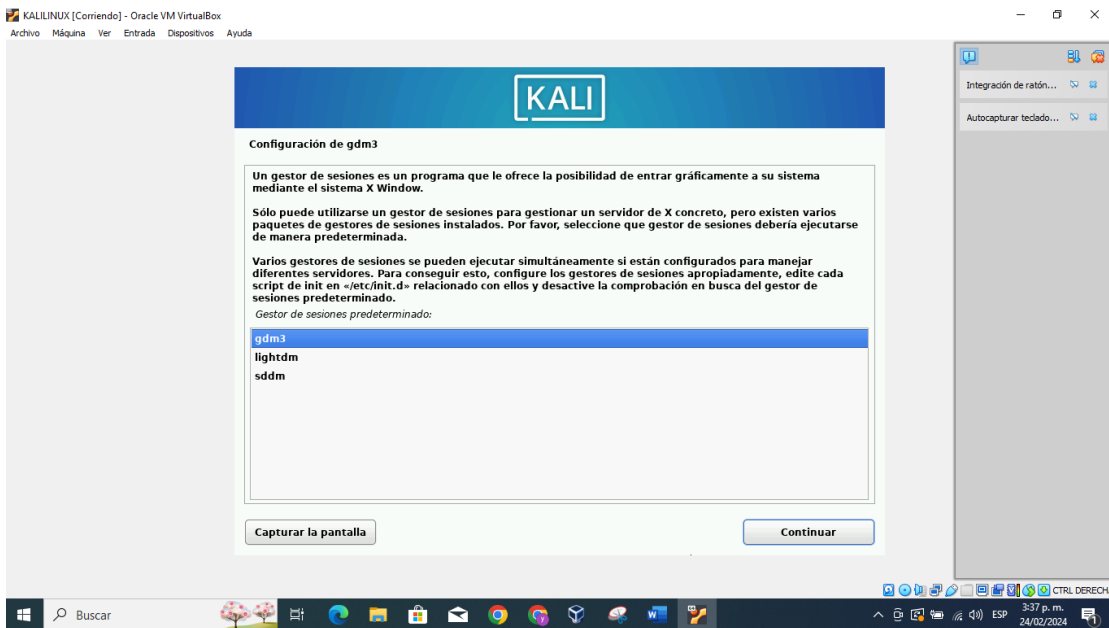 KALILINUX [Corriendo] - Oracle VM VirtualBox
Archivo Máquina Ver Entrada Dispositivos Ayuda
Integración de ratón...
Autocapturar teclado...
KALI
Configuración de gdm3
Un gestor de sesiones es un programa que le ofrece la posibilidad de entrar gráficamente a su sistema
mediante el sistema X Window.
Sólo puede utilizarse un gestor de sesiones para gestionar un servidor de X concreto, pero existen varios
paquetes de gestores de sesiones instalados. Por favor, seleccione que gestor de sesiones debería ejecutarse
de manera predeterminada.
Varios gestores de sesiones se pueden ejecutar simultáneamente si están configurados para manejar
diferentes servidores. Para conseguir esto, configure los gestores de sesiones apropiadamente, edite cada
script de init en «/etc/init.d» relacionado con ellos y desactive la comprobación en busca del gestor de
sesiones predeterminado.
Gestor de sesiones predeterminado:
gdm3
lightdm
sddm
Capturar la pantalla
Continuar
CTRL DERECH
Buscar
ESP
3:37 p. m.
24/02/2024